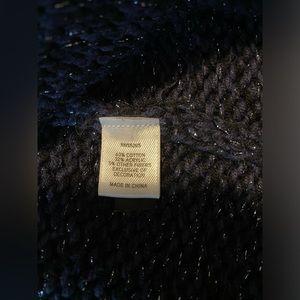 63% COTTON
32% ACRYLIC
5% OTHER FIBERS
EXCLUSIVE OF
DECORATION
MADE IN CHINA